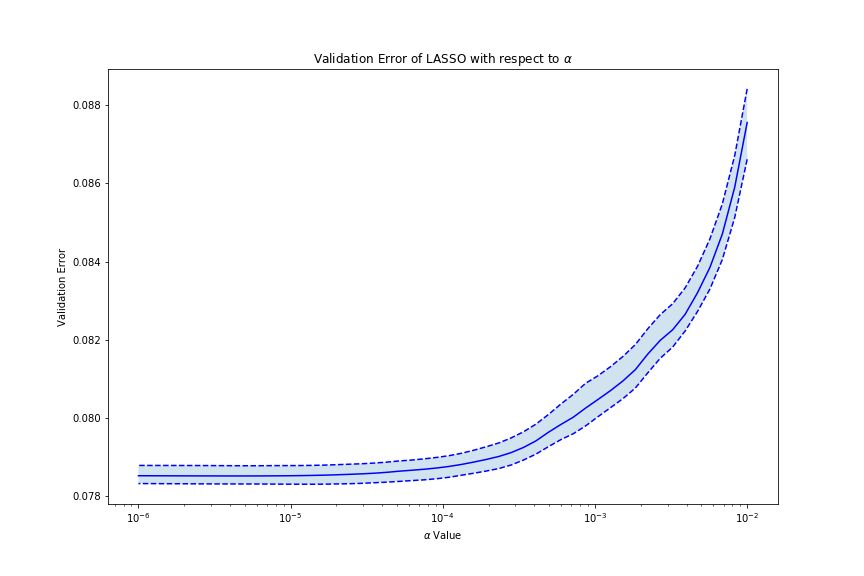 Validation Error of LASSO with respect to α
0.088
0.086
0.084
0.082
0.080
0.078
Validation Error
10⁻⁶ 10⁻⁵ 10⁻⁴ 10⁻³ 10⁻²
α Value